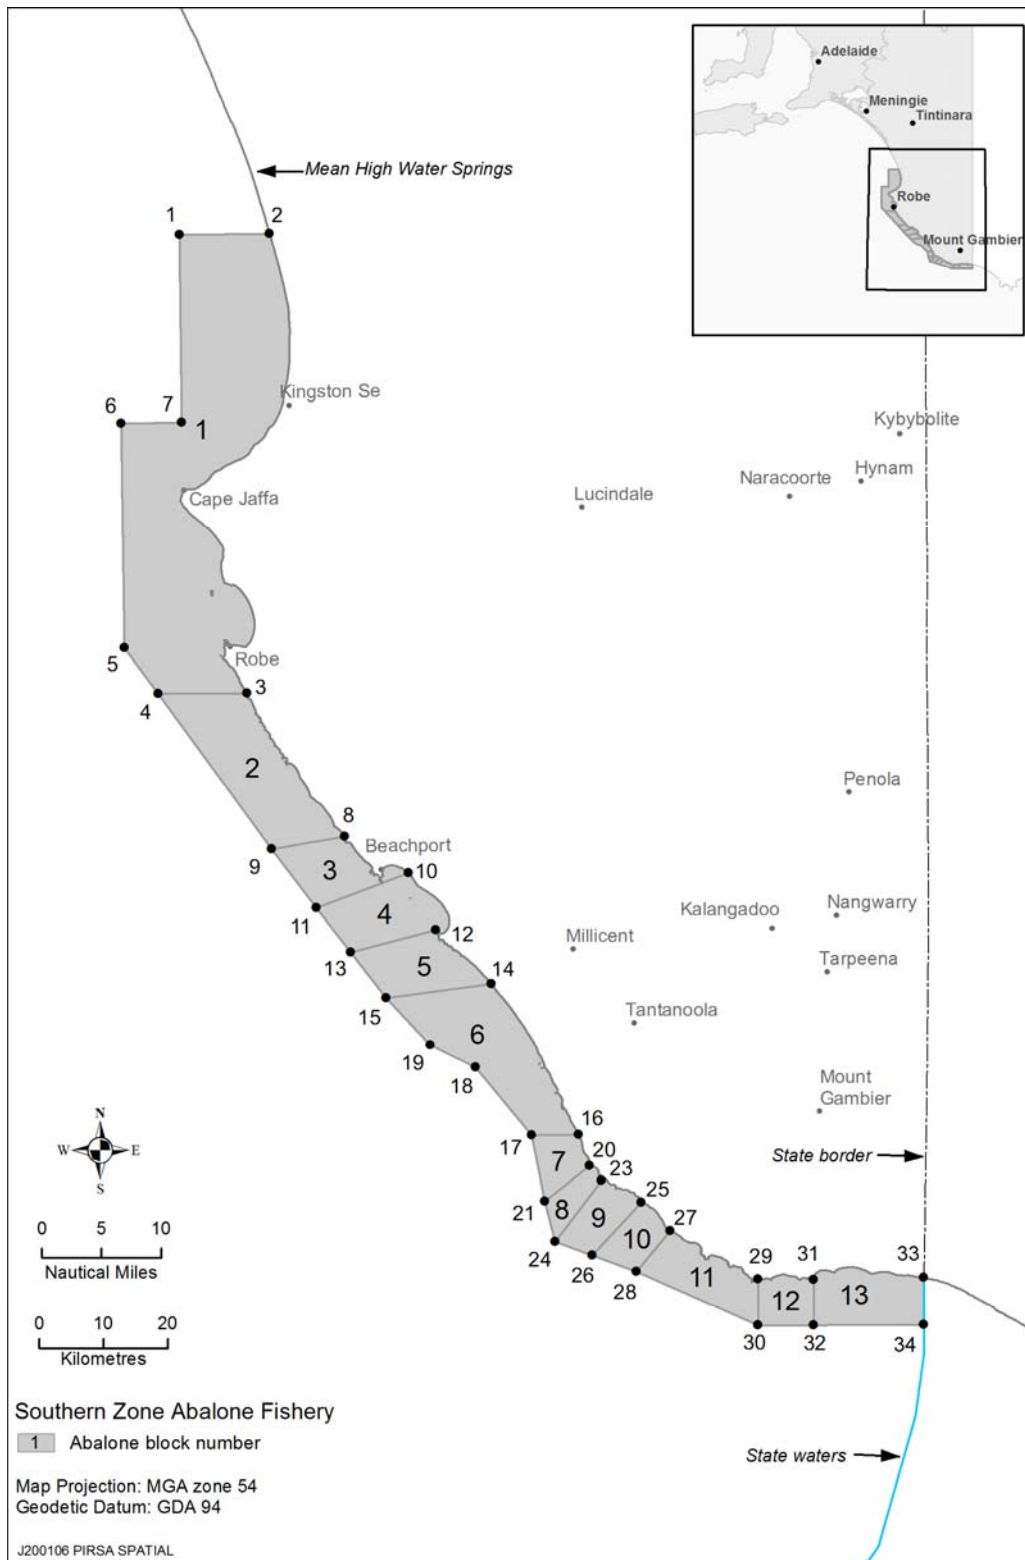 Adelaide
Meningie
Tintinara
Robe
Mount Gambier
Mean High Water Springs
1
2
Kingston Se
6
7
1
Kybybolite
Hynam
Naracoorte
Lucindale
Cape Jaffa
5
Robe
4
3
2
Penola
8
Beachport
9
3
10
11
4
Nangwarry
Kalangadoo
12
Millicent
13
5
14
Tarpeena
15
Tantanoola
6
19
18
Mount
Gambier
N
W
E
S
17
16
State border
7
20
23
21
8
9
25
24
10
27
26
28
11
29
31
33
12
13
30
32
34
0 5 10
Nautical Miles
0 10 20
Kilometres
Southern Zone Abalone Fishery
1 Abalone block number
State waters
Map Projection: MGA zone 54
Geodetic Datum: GDA 94
J200106 PIRSA SPATIAL